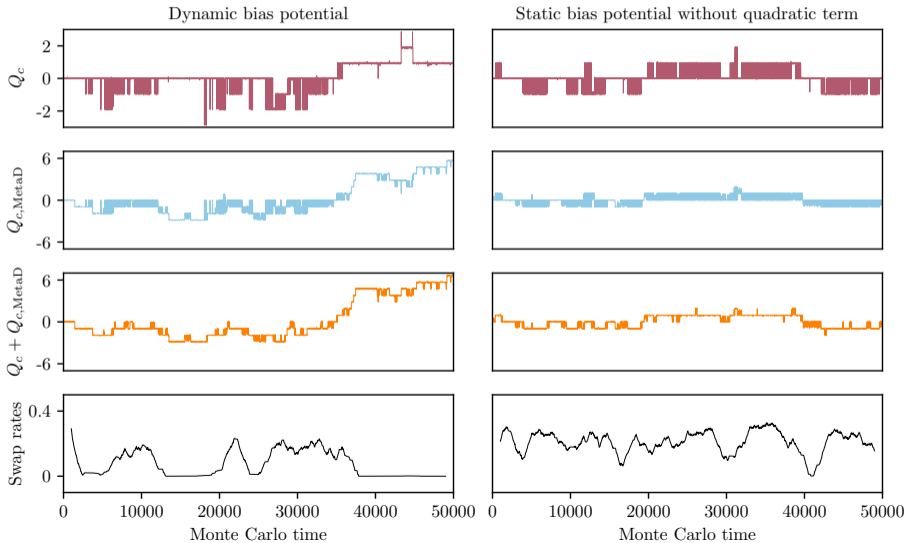 Dynamic bias potential
Static bias potential without quadratic term
Q_c
2
0
-2
Q_{c,MetaD}
6
0
-6
Q_c + Q_{c,MetaD}
6
0
-6
Swap rates
0.4
0
0 10000 20000 30000 40000 50000
0 10000 20000 30000 40000 50000
Monte Carlo time
Monte Carlo time